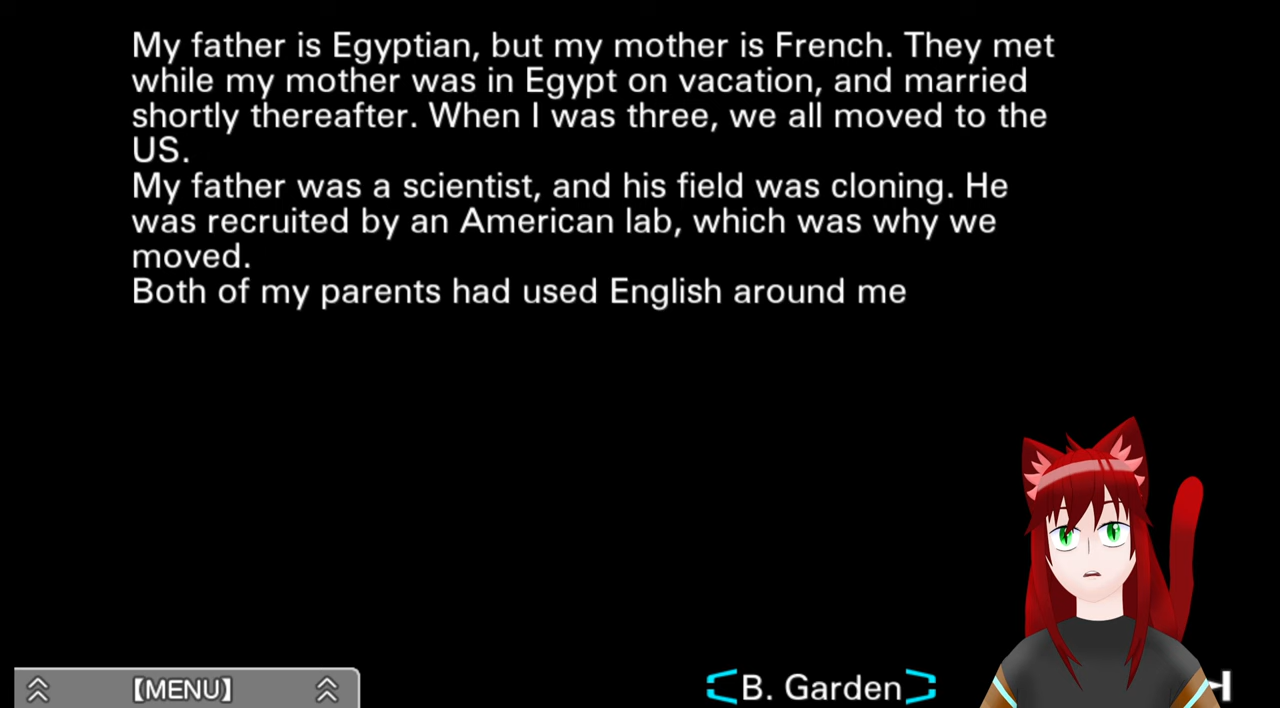 My father is Egyptian, but my mother is French. They met
while my mother was in Egypt on vacation, and married
shortly thereafter. When I was three, we all moved to the
US.
My father was a scientist, and his field was cloning. He
was recruited by an American lab, which was why we
moved.
Both of my parents had used English around me
【MENU】
B. Garden